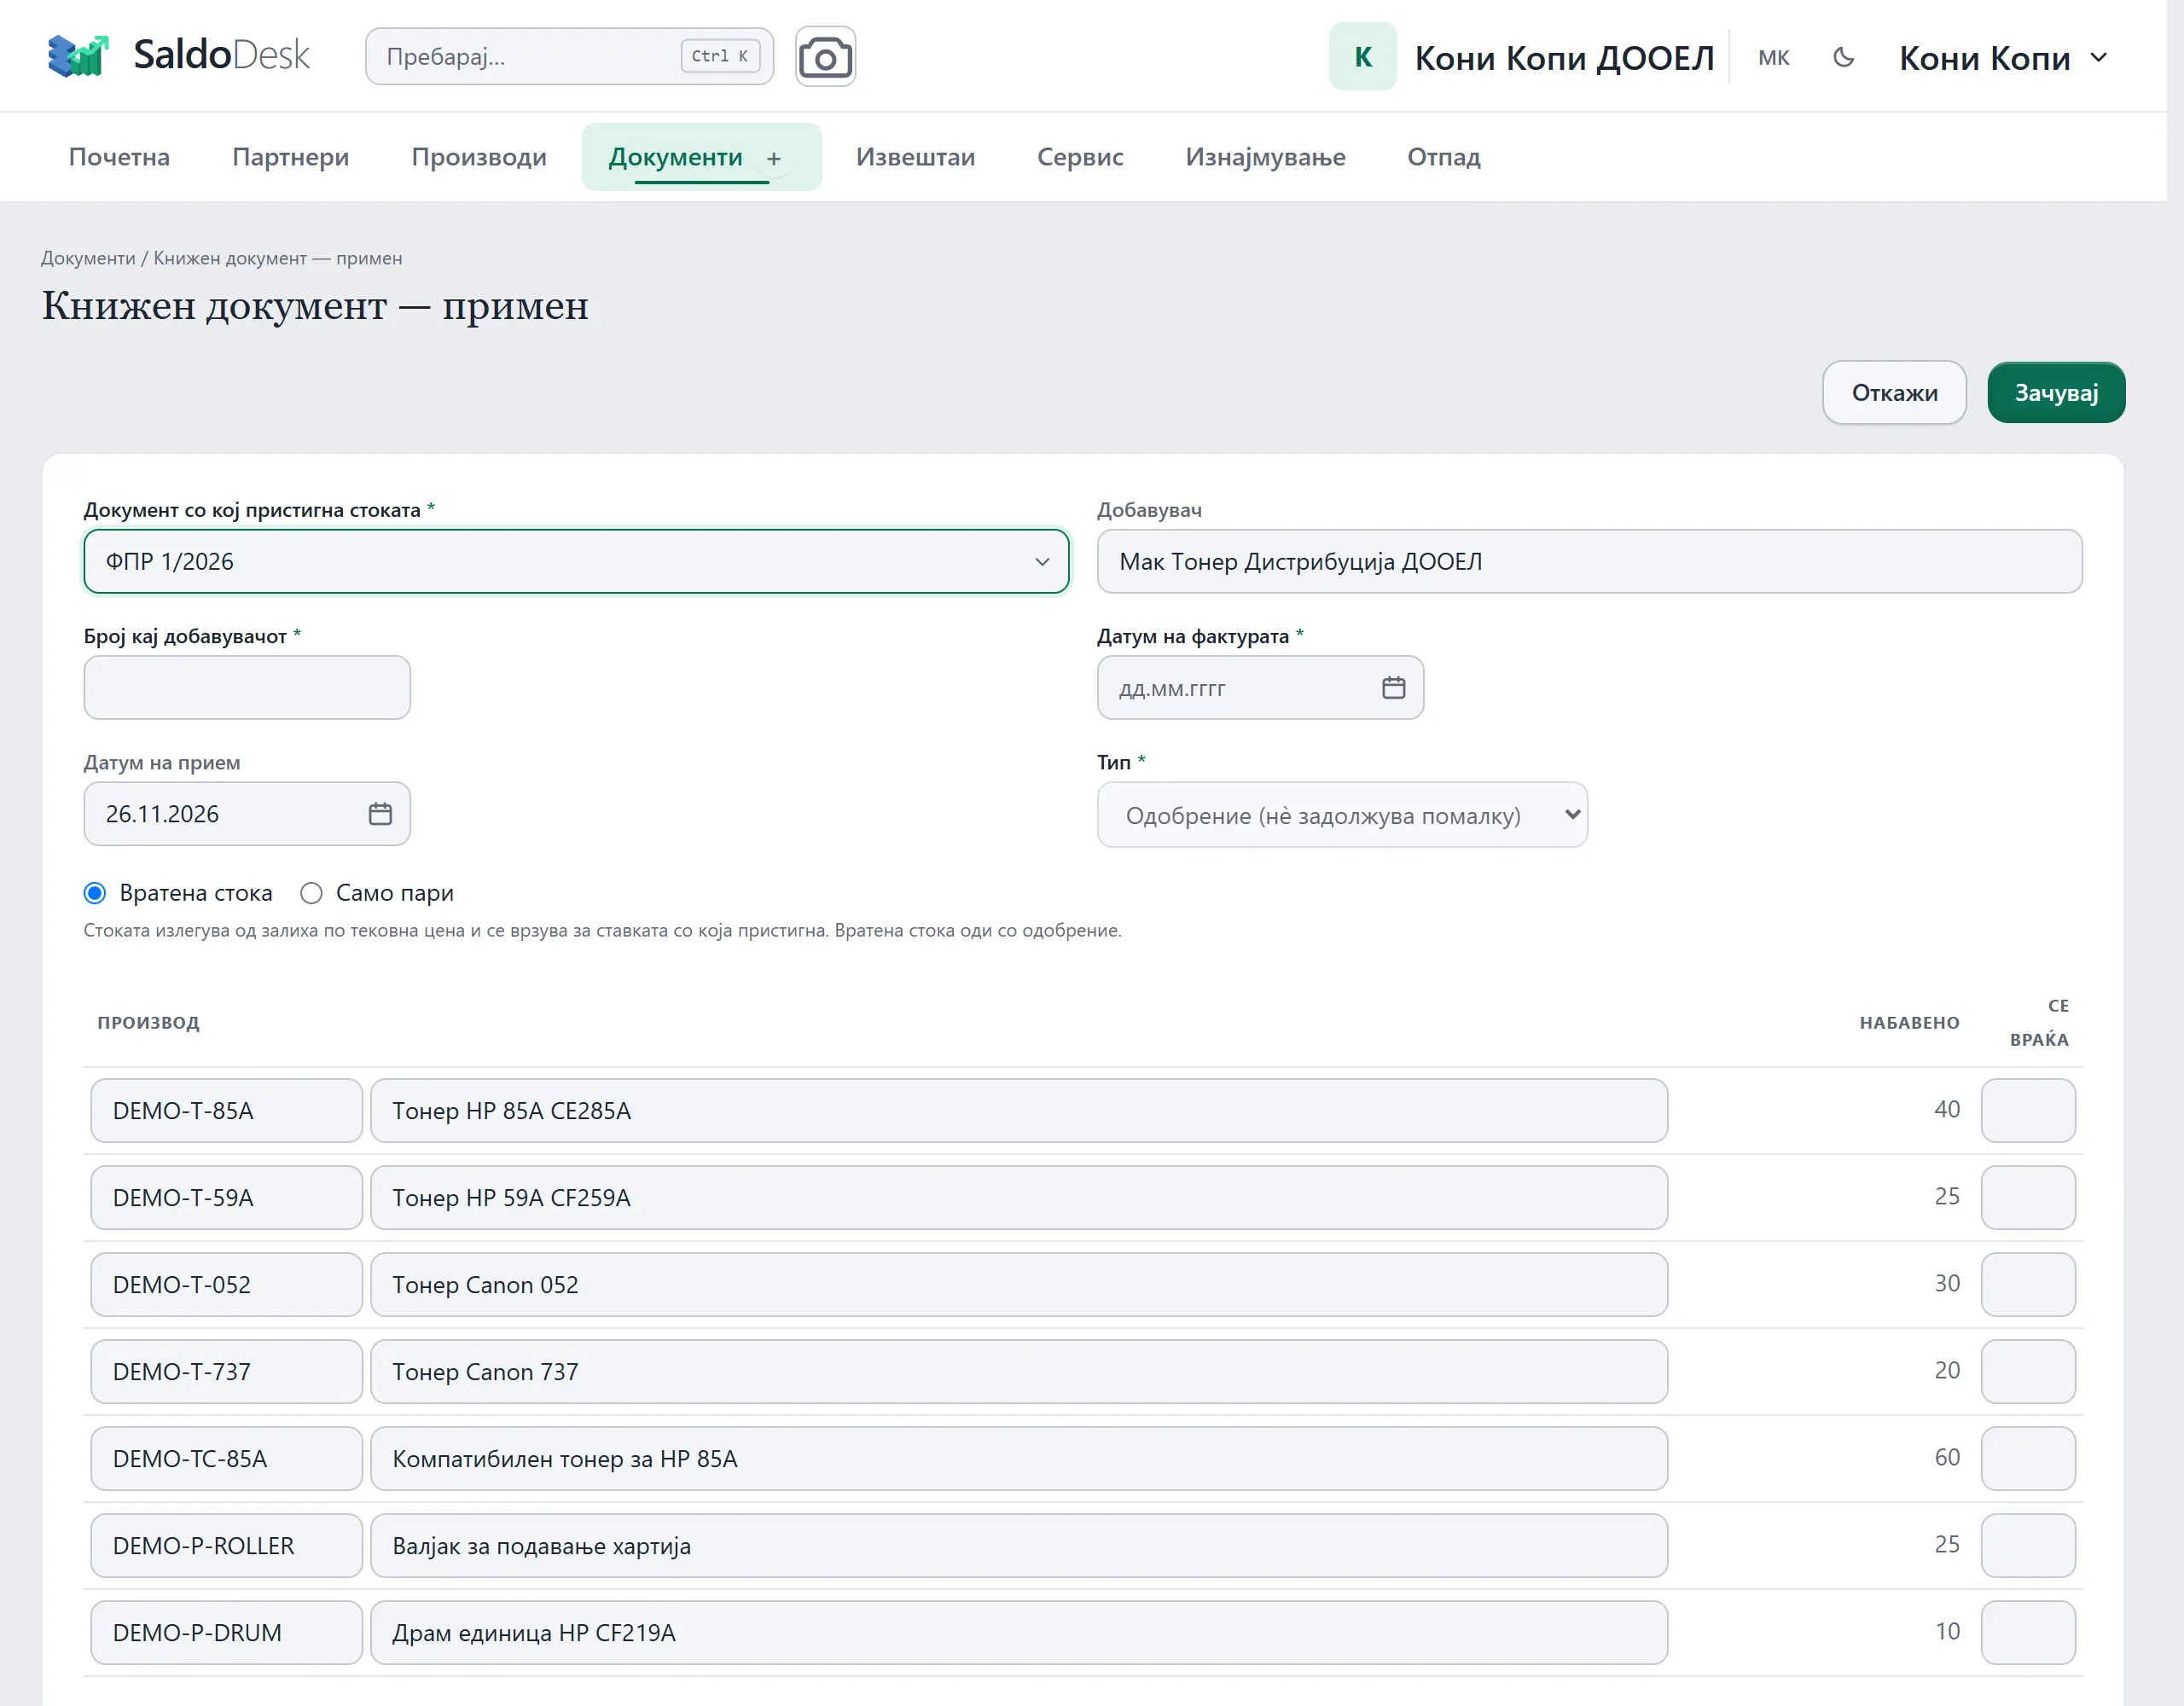 SaldoDesk
Пребарај...
Ctrl K
К
Кони Копи ДООЕЛ
МК
Кони Копи
Почетна
Партнери
Производи
Документи +
Извештаи
Сервис
Изнајмување
Отпад
Документи / Книжен документ — примен
Книжен документ — примен
Откажи
Зачувај
Документ со кој пристигна стоката *
ФПР 1/2026
Добавувач
Мак Тонер Дистрибуција ДООЕЛ
Број кај добавувачот *
Датум на фактурата *
дд.мм.гггг
Датум на прием
26.11.2026
Тип *
Одобрение (нѐ задолжува помалку)
Вратена стока
Само пари
Стоката излегува од залиха по тековна цена и се врзува за ставката со која пристигна. Вратена стока оди со одобрение.
ПРОИЗВОД
НАБАВЕНО
СЕ
ВРАЌА
DEMO-T-85A
Тонер HP 85A CE285A
40
DEMO-T-59A
Тонер HP 59A CF259A
25
DEMO-T-052
Тонер Canon 052
30
DEMO-T-737
Тонер Canon 737
20
DEMO-TC-85A
Компатибилен тонер за HP 85A
60
DEMO-P-ROLLER
Валјак за подавање хартија
25
DEMO-P-DRUM
Драм единица HP CF219A
10